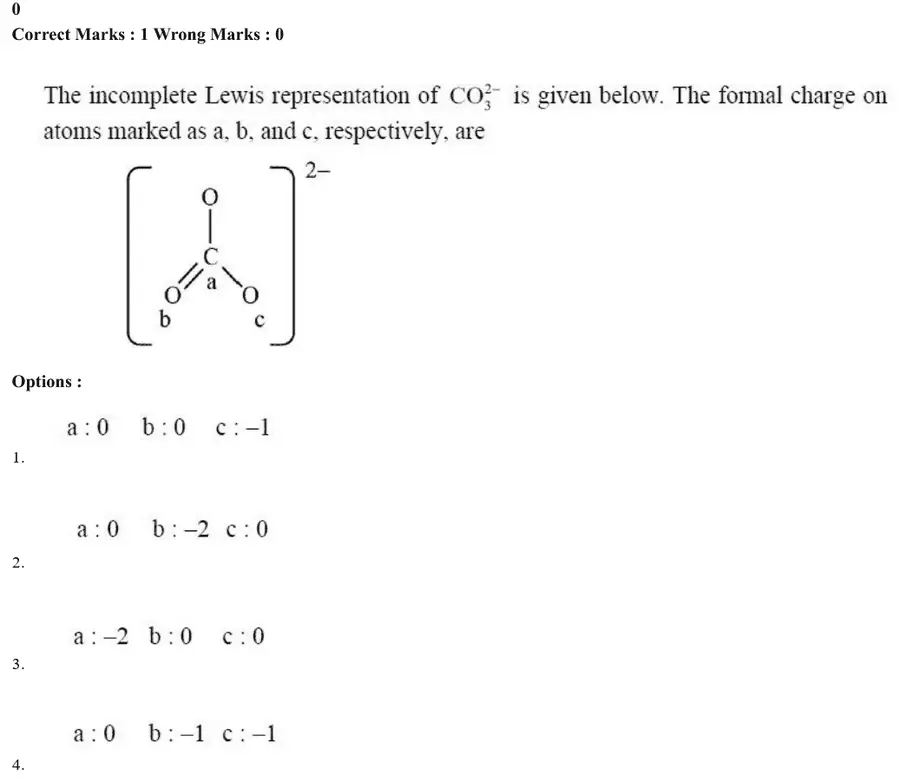 0
Correct Marks : 1 Wrong Marks : 0
The incomplete Lewis representation of CO₃²⁻ is given below. The formal charge on
atoms marked as a, b, and c, respectively, are
2–
O
C
a
O
O
b
c
Options :
a : 0 b : 0 c : –1
1.
a : 0 b : –2 c : 0
2.
a : –2 b : 0 c : 0
3.
a : 0 b : –1 c : –1
4.